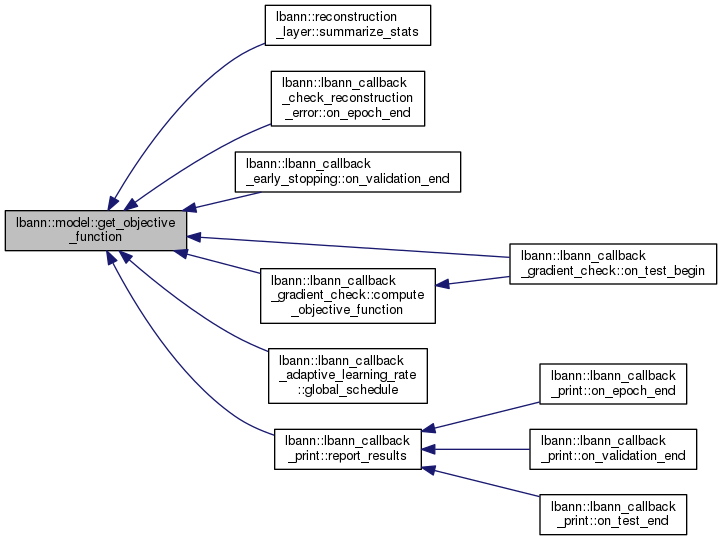 lbann::reconstruction
_layer::summarize_stats
lbann::lbann_callback
_check_reconstruction
_error::on_epoch_end
lbann::lbann_callback
_early_stopping::on_validation_end
lbann::model::get_objective
_function
lbann::lbann_callback
_gradient_check::on_test_begin
lbann::lbann_callback
_gradient_check::compute
_objective_function
lbann::lbann_callback
_adaptive_learning_rate
::global_schedule
lbann::lbann_callback
_print::report_results
lbann::lbann_callback
_print::on_epoch_end
lbann::lbann_callback
_print::on_validation_end
lbann::lbann_callback
_print::on_test_end